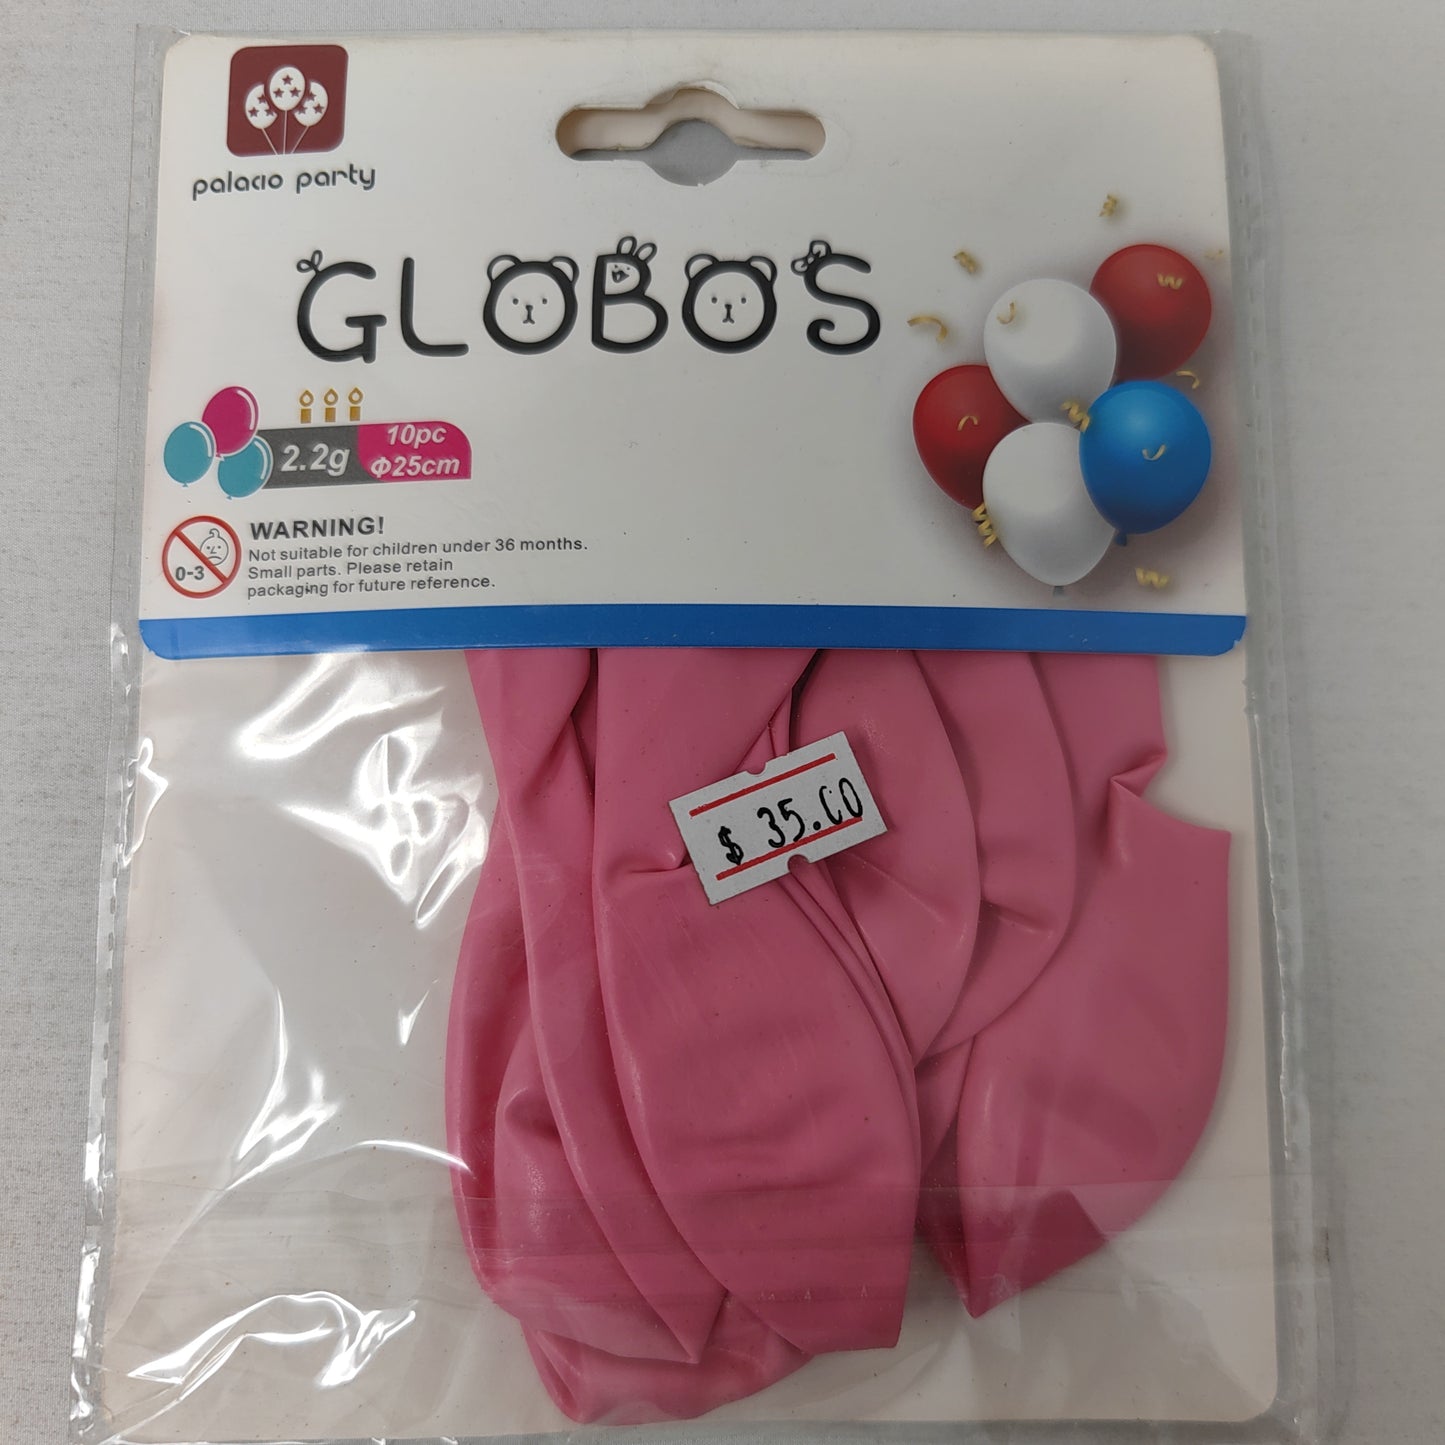 palacio party
GLOBOS
2.2g
10pc
Φ25cm
0-3
WARNING!
Not suitable for children under 36 months.
Small parts. Please retain
packaging for future reference.
$ 35.00